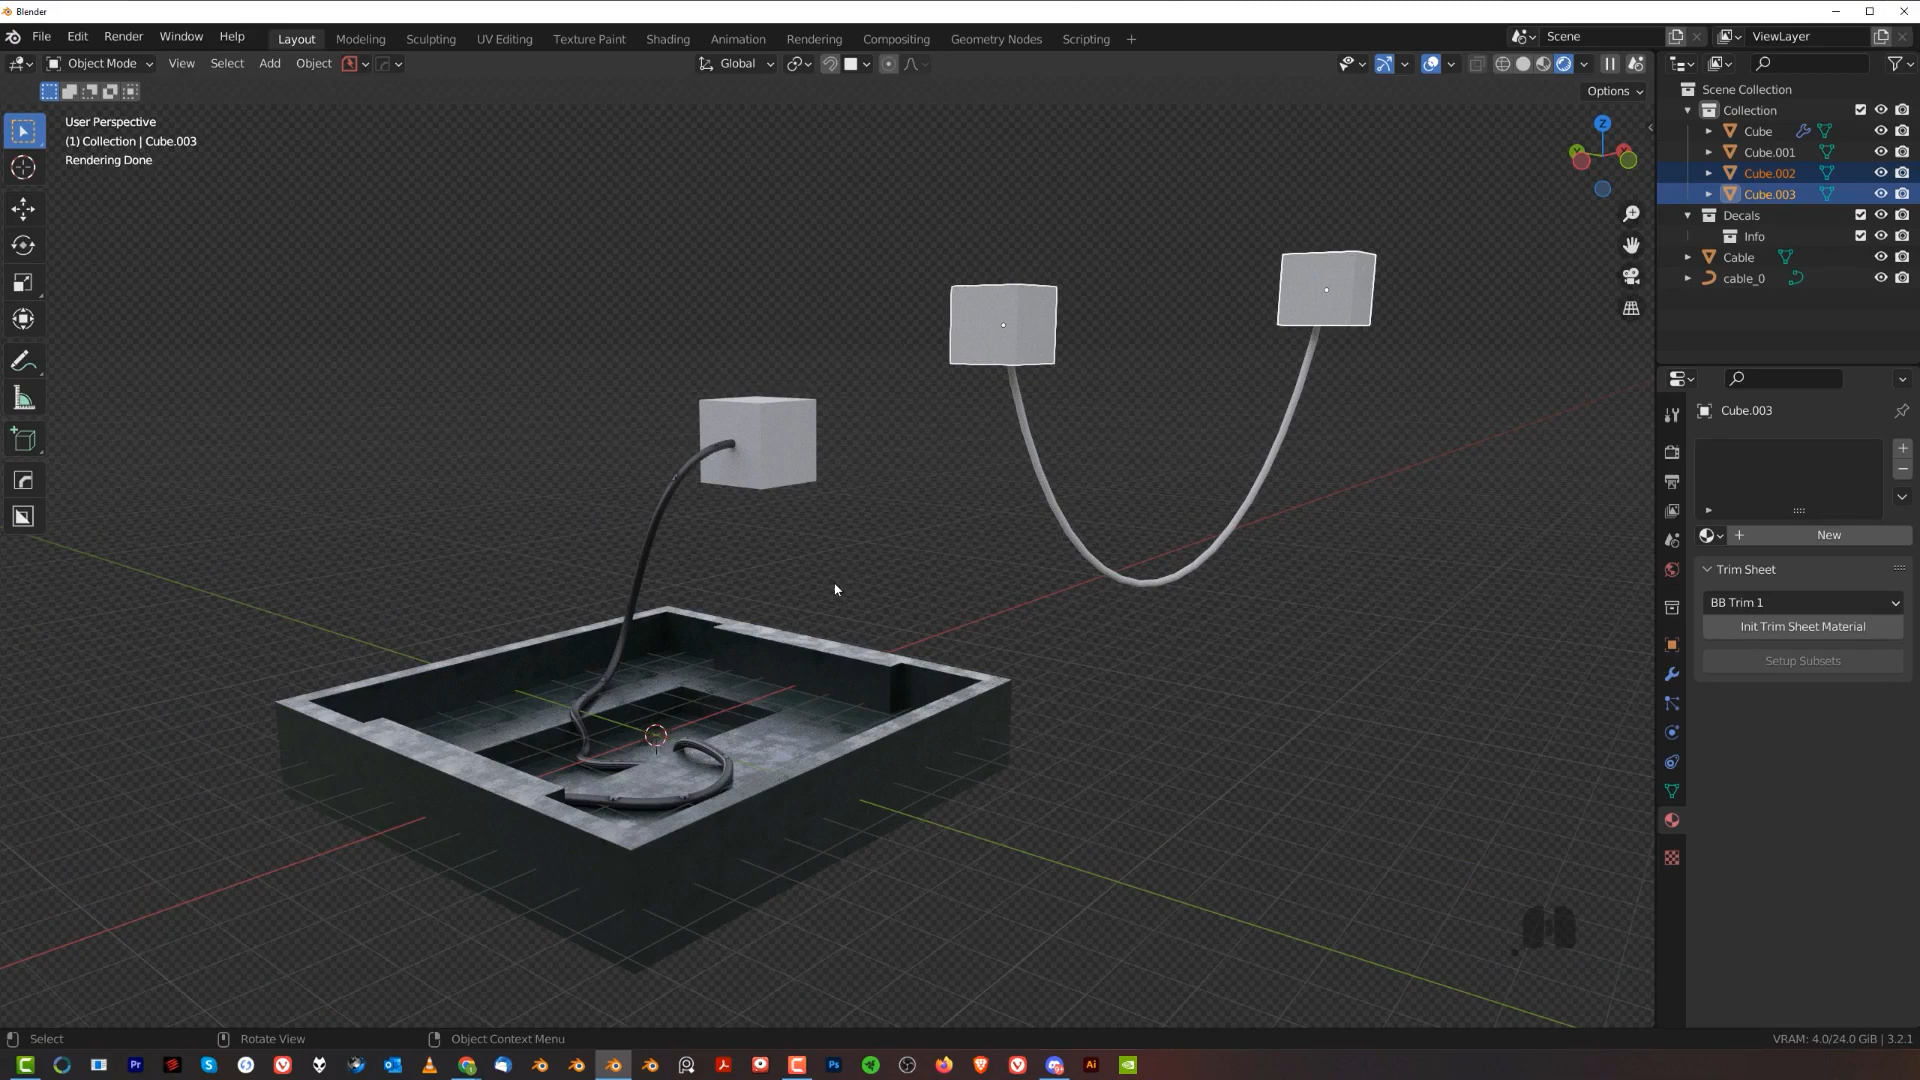 Blender
File Edit Render Window Help Layout Modeling Sculpting UV Editing Texture Paint Shading Animation Rendering Compositing Geometry Nodes Scripting + Scene ViewLayer
Object Mode View Select Add Object Global
Options
User Perspective
(1) Collection | Cube.003
Rendering Done
Z
Y
X
Scene Collection
Collection
Cube
Cube.001
Cube.002
Cube.003
Decals
Info
Cable
cable_0
Cube.003
New
Trim Sheet
BB Trim 1
Init Trim Sheet Material
Setup Subsets
Select Rotate View Object Context Menu VRAM: 4.0/24.0 GiB | 3.2.1
Pr
Ps
Ai